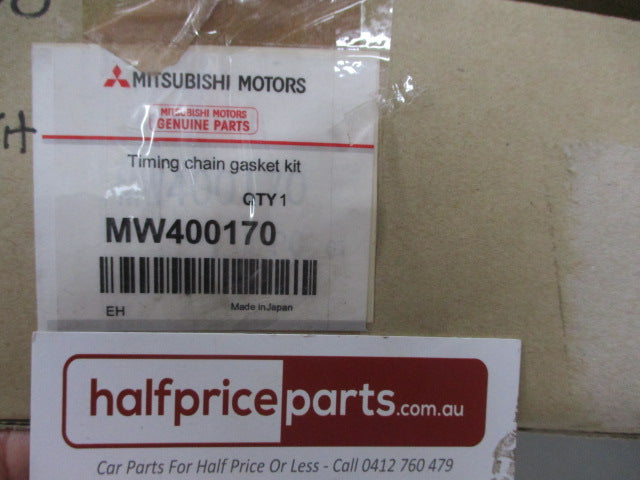 MITSUBISHI MOTORS
MITSUBISHI MOTORS
GENUINE PARTS
Timing chain gasket kit
QTY 1
MW400170
EH
Made in Japan
halfpriceparts.com.au
Car Parts For Half Price Or Less - Call 0412 760 479